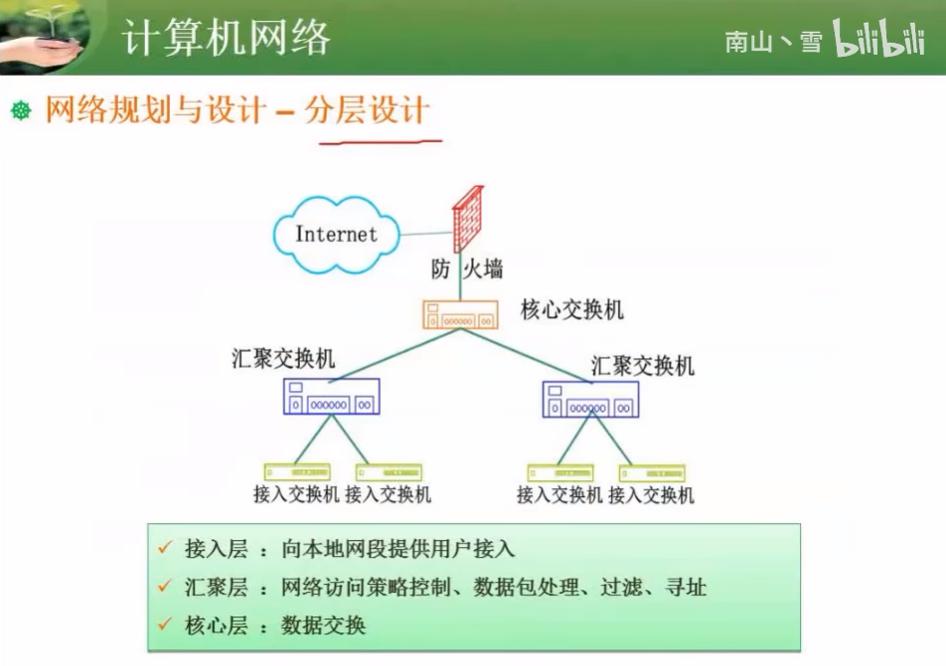 计算机网络
南山丶雪 bilibili
网络规划与设计 – 分层设计
Internet
防火墙
核心交换机
汇聚交换机
汇聚交换机
接入交换机 接入交换机 接入交换机 接入交换机
✓ 接入层 ：向本地网段提供用户接入
✓ 汇聚层 ：网络访问策略控制、数据包处理、过滤、寻址
✓ 核心层 ：数据交换